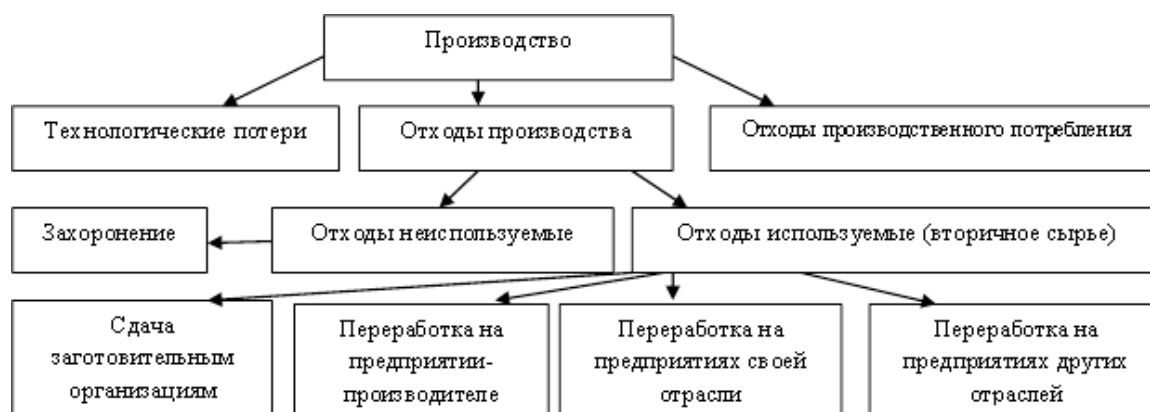 Производство
Технологические потери
Отходы производства
Отходы производственного потребления
Захоронение
Отходы неиспользуемые
Отходы используемые (вторичное сырье)
Сдача
заготовительным
организациям
Переработка на
предприятии-
производителе
Переработка на
предприятиях своей
отрасли
Переработка на
предприятиях других
отраслей